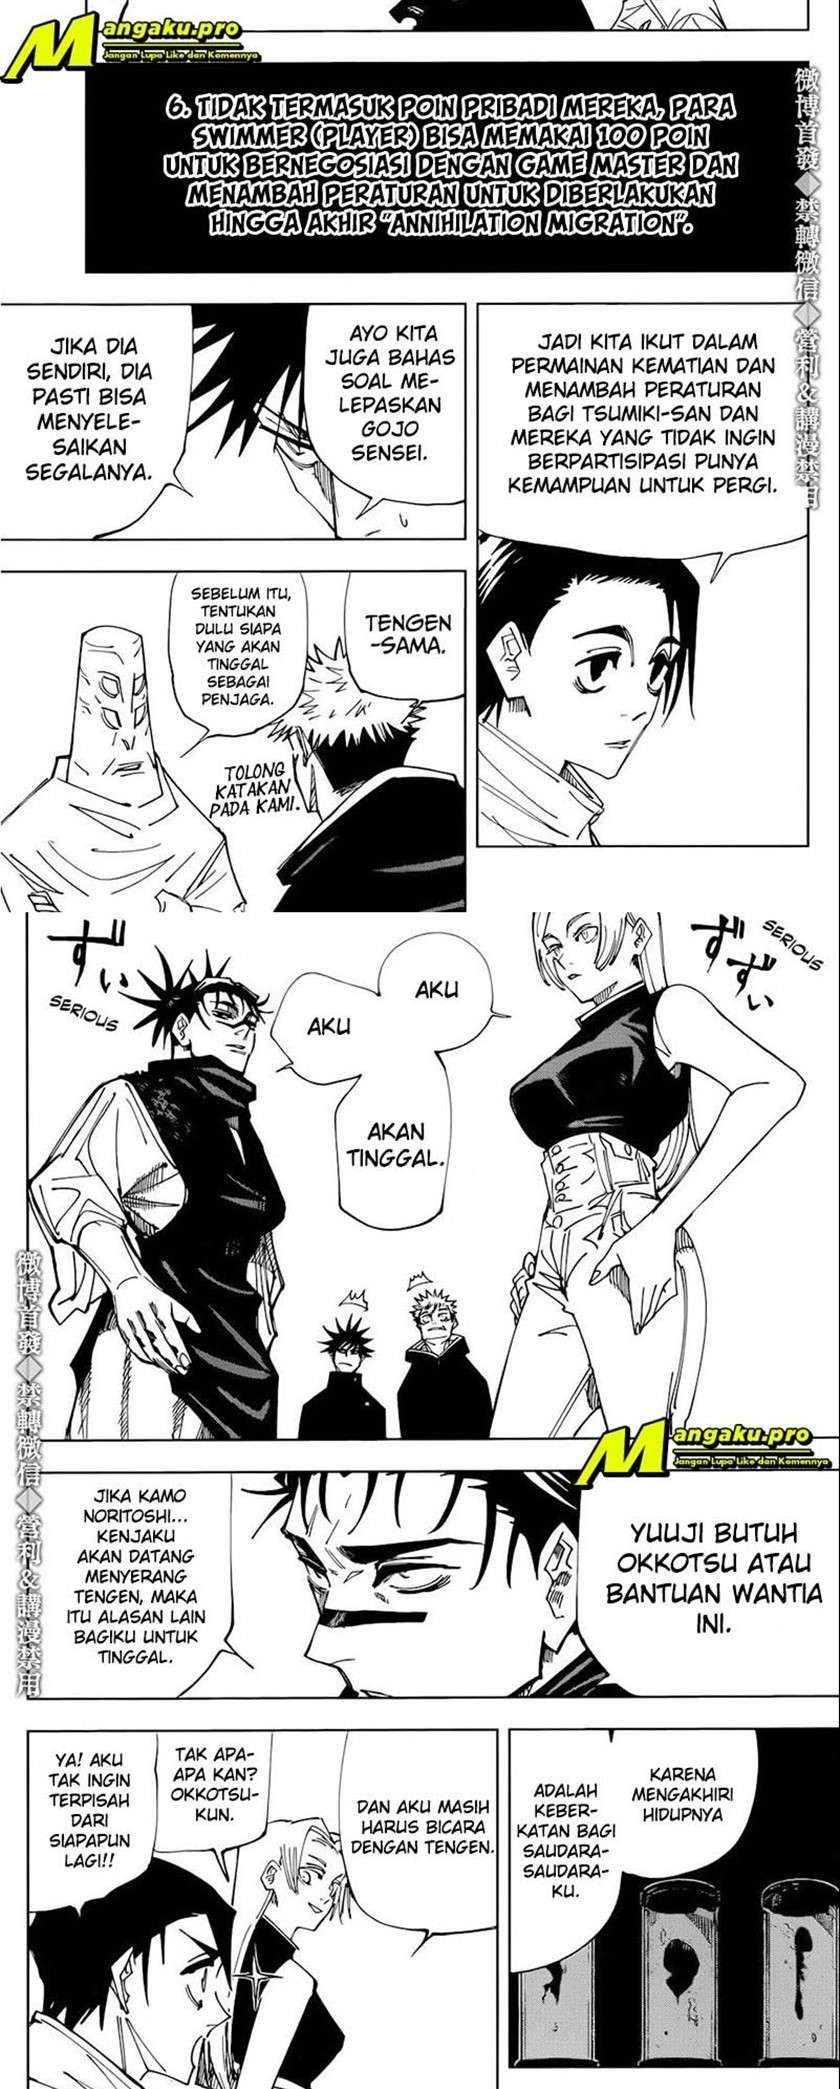 Mangaku.pro
Jangan Lupa Like dan Komennya
6. TIDAK TERMASUK POIN PRIBADI MEREKA, PARA
SWIMMER (PLAYER) BISA MEMAKAI 100 POIN
UNTUK BERNEGOSIASI DENGAN GAME MASTER DAN
MENAMBAH PERATURAN UNTUK DIBERLAKUKAN
HINGGA AKHIR "ANNIHILATION MIGRATION".
微博首發◆禁轉微信◆營利&講漫禁用
JADI KITA IKUT DALAM
PERMAINAN KEMATIAN DAN
MENAMBAH PERATURAN
BAGI TSUMIKI-SAN DAN
MEREKA YANG TIDAK INGIN
BERPARTISIPASI PUNYA
KEMAMPUAN UNTUK PERGI.
AYO KITA
JUGA BAHAS
SOAL ME-
LEPASKAN
GOJO
SENSEI.
JIKA DIA
SENDIRI, DIA
PASTI BISA
MENYELE-
SAIKAN
SEGALANYA.
TENGEN
-SAMA.
TOLONG
KATAKAN
PADA KAMI.
SEBELUM ITU,
TENTUKAN
DULU SIAPA
YANG AKAN
TINGGAL
SEBAGAI
PENJAGA.
ずずい
SERIOUS
ずい
SERIOUS
AKU
AKU
AKAN
TINGGAL.
微博首發◆禁轉微信◆營利&講漫禁用
Mangaku.pro
Jangan Lupa Like dan Komennya
YUUJI BUTUH
OKKOTSU ATAU
BANTUAN WANTIA
INI.
JIKA KAMO
NORITOSHI...
KENJAKU
AKAN DATANG
MENYERANG
TENGEN, MAKA
ITU ALASAN LAIN
BAGIKU UNTUK
TINGGAL.
KARENA
MENGAKHIRI
HIDUPNYA
ADALAH
KEBER-
KATAN BAGI
SAUDARA-
SAUDARA-
KU.
DAN AKU MASIH
HARUS BICARA
DENGAN TENGEN.
TAK APA-
APA KAN?
OKKOTSU-
KUN.
YA! AKU
TAK INGIN
TERPISAH
DARI
SIAPAPUN
LAGI!!